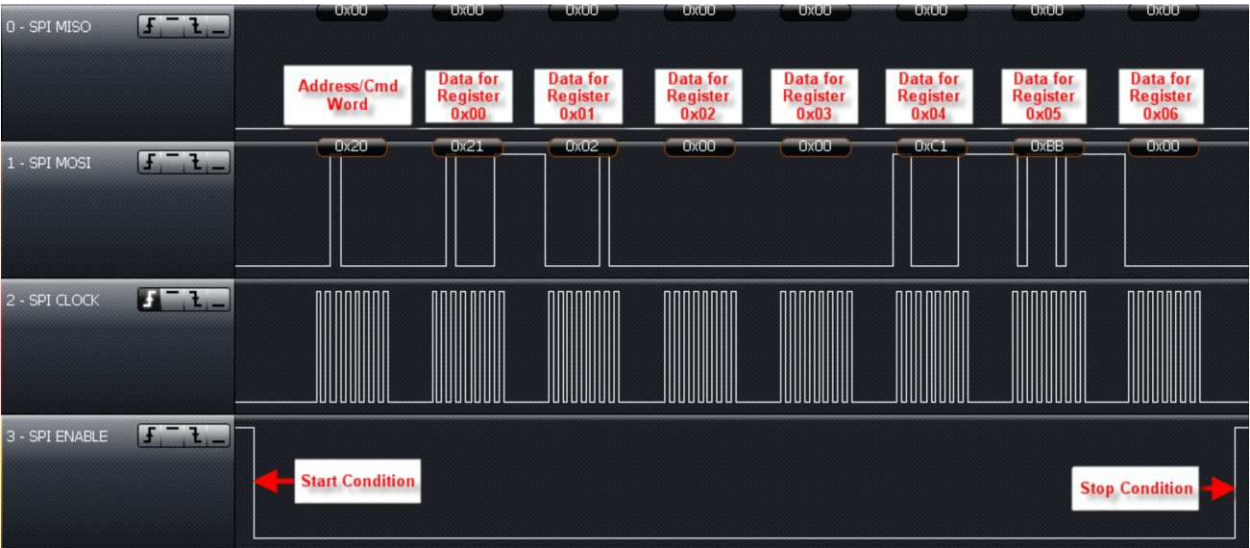 0x00 0x00 0x00 0x00 0x00 0x00 0x00 0x00
0 - SPI MISO
Address/Cmd
Word
Data for
Register
0x00
Data for
Register
0x01
Data for
Register
0x02
Data for
Register
0x03
Data for
Register
0x04
Data for
Register
0x05
Data for
Register
0x06
0x20 0x21 0x02 0x00 0x00 0xC1 0xBB 0x00
1 - SPI MOSI
2 - SPI CLOCK
3 - SPI ENABLE
Start Condition
Stop Condition